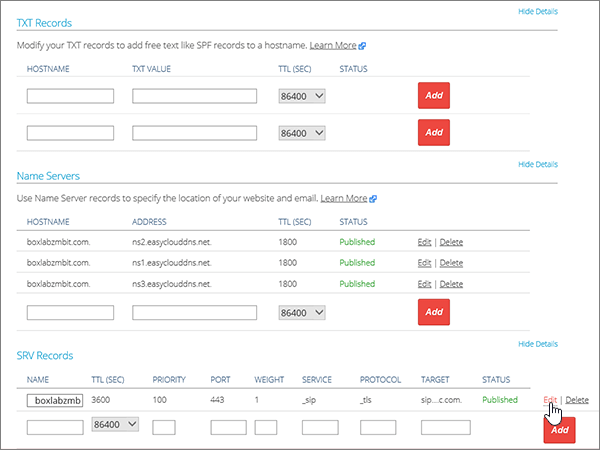 Hide Details
TXT Records
Modify your TXT records to add free text like SPF records to a hostname. Learn More
HOSTNAME TXT VALUE TTL (SEC) STATUS
86400 Add
86400 Add
Hide Details
Name Servers
Use Name Server records to specify the location of your website and email. Learn More
HOSTNAME ADDRESS TTL (SEC) STATUS
boxlabzmbit.com. ns2.easyclouddns.net. 1800 Published Edit | Delete
boxlabzmbit.com. ns1.easyclouddns.net. 1800 Published Edit | Delete
boxlabzmbit.com. ns3.easyclouddns.net. 1800 Published Edit | Delete
86400 Add
Hide Details
SRV Records
NAME TTL (SEC) PRIORITY PORT WEIGHT SERVICE PROTOCOL TARGET STATUS
boxlabzmb 3600 100 443 1 _sip _tls sip...c.com. Published Edit | Delete
86400 Add